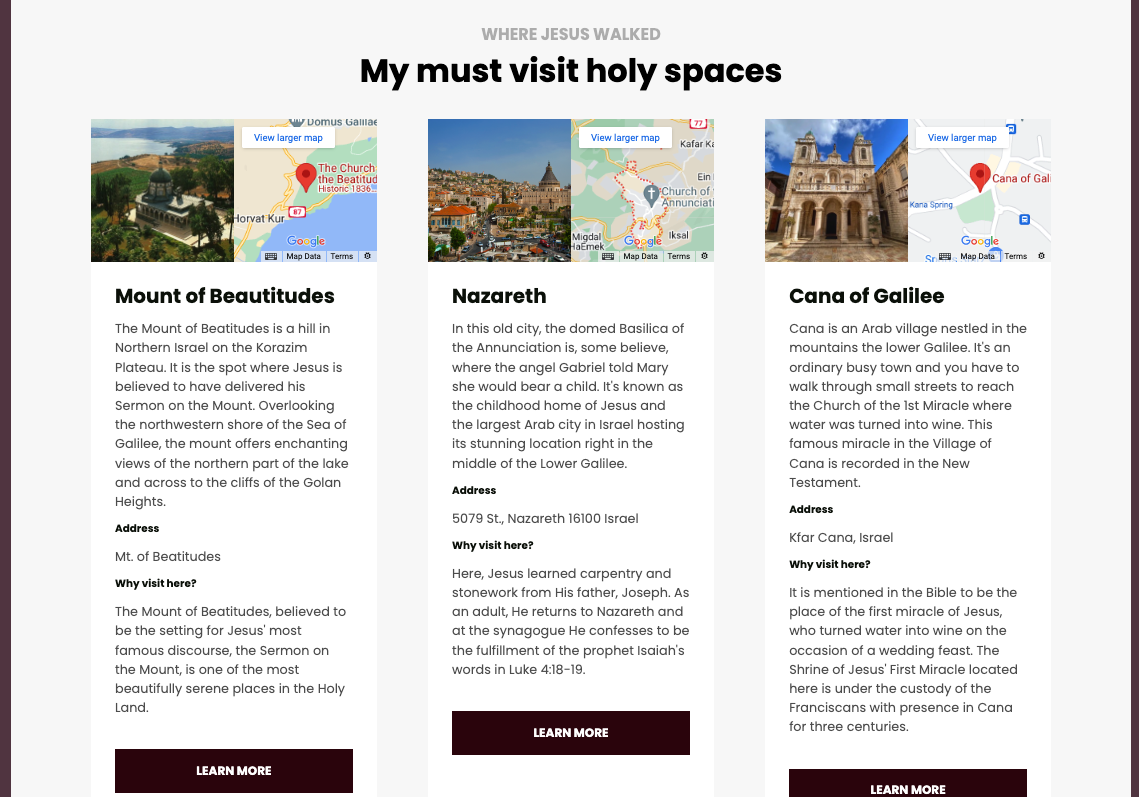 WHERE JESUS WALKED
My must visit holy spaces
Domus Galilae
View larger map
The Church
the Beatitud
Historic 1836
87
Horvat Kur
Google
Map Data
Terms
Mount of Beautitudes
The Mount of Beatitudes is a hill in
Northern Israel on the Korazim
Plateau. It is the spot where Jesus is
believed to have delivered his
Sermon on the Mount. Overlooking
the northwestern shore of the Sea of
Galilee, the mount offers enchanting
views of the northern part of the lake
and across to the cliffs of the Golan
Heights.
Address
Mt. of Beatitudes
Why visit here?
The Mount of Beatitudes, believed to
be the setting for Jesus' most
famous discourse, the Sermon on
the Mount, is one of the most
beautifully serene places in the Holy
Land.
LEARN MORE
77
View larger map
Kafar Ka
Ein
Church of
Annunciati
Migdal
HaEmek
Iksal
Google
Map Data
Terms
Nazareth
In this old city, the domed Basilica of
the Annunciation is, some believe,
where the angel Gabriel told Mary
she would bear a child. It's known as
the childhood home of Jesus and
the largest Arab city in Israel hosting
its stunning location right in the
middle of the Lower Galilee.
Address
5079 St., Nazareth 16100 Israel
Why visit here?
Here, Jesus learned carpentry and
stonework from His father, Joseph. As
an adult, He returns to Nazareth and
at the synagogue He confesses to be
the fulfillment of the prophet Isaiah's
words in Luke 4:18-19.
LEARN MORE
View larger map
Cana of Gali
Kana Spring
Google
Map Data
Terms
Cana of Galilee
Cana is an Arab village nestled in the
mountains the lower Galilee. It's an
ordinary busy town and you have to
walk through small streets to reach
the Church of the 1st Miracle where
water was turned into wine. This
famous miracle in the Village of
Cana is recorded in the New
Testament.
Address
Kfar Cana, Israel
Why visit here?
It is mentioned in the Bible to be the
place of the first miracle of Jesus,
who turned water into wine on the
occasion of a wedding feast. The
Shrine of Jesus' First Miracle located
here is under the custody of the
Franciscans with presence in Cana
for three centuries.
LEARN MORE